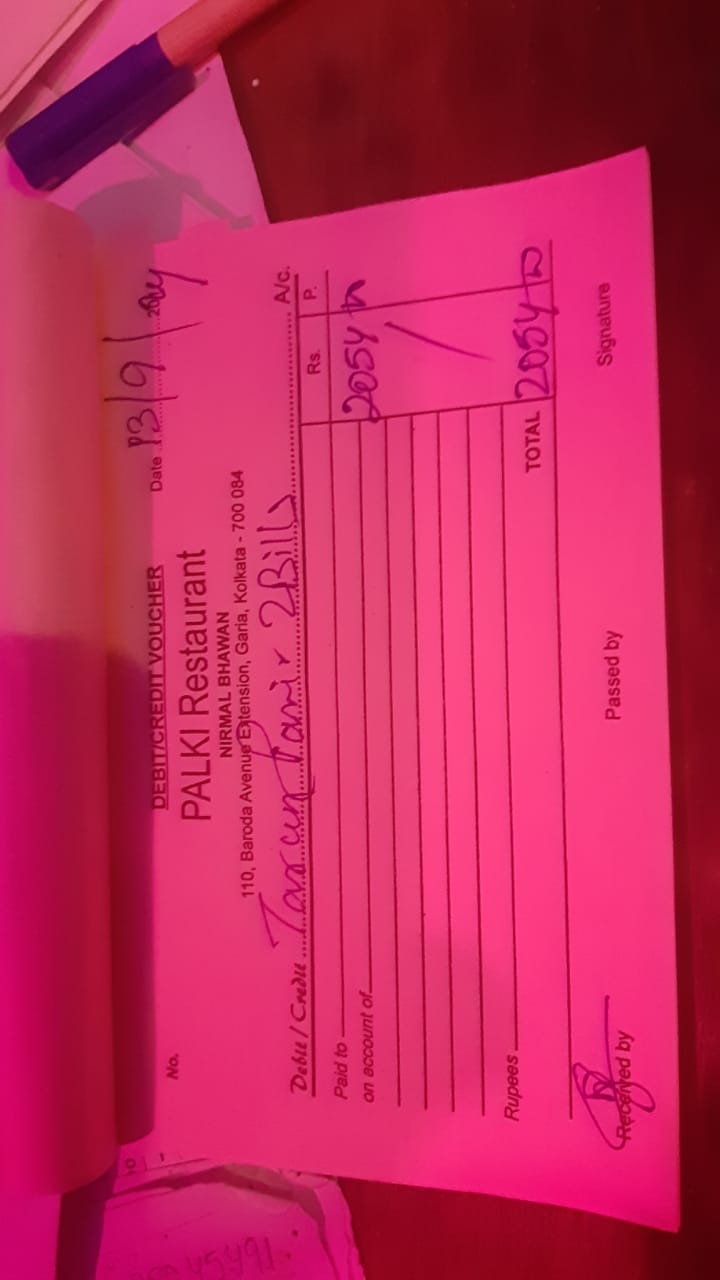 DEBIT/CREDIT VOUCHER
No.
Date 13/9/2024
PALKI Restaurant
NIRMAL BHAWAN
110, Baroda Avenue Extension, Garia, Kolkata - 700 084
Debit / Credit Tarun Panir 2 Bills A/c.
Rs. P.
Paid to 2054
on account of
Rupees
TOTAL 2054
Received by
Passed by
Signature